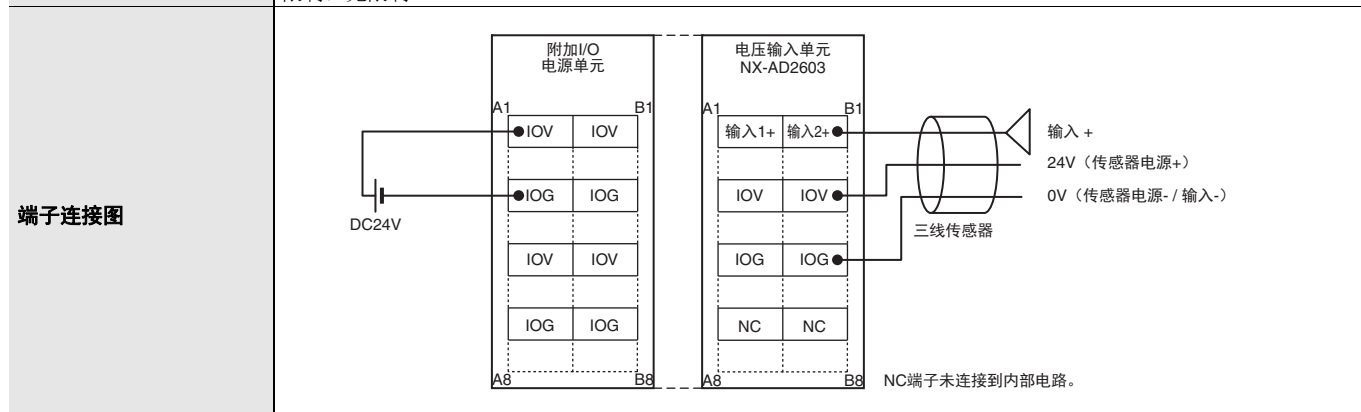 端子连接图
附加I/O
电源单元
A1 B1
IOV IOV
IOG IOG
IOV IOV
IOG IOG
A8 B8
DC24V
电压输入单元
NX-AD2603
A1 B1
输入1+ 输入2+
IOV IOV
IOG IOG
NC NC
A8 B8
输入 +
24V（传感器电源+）
0V（传感器电源- / 输入-）
三线传感器
NC端子未连接到内部电路。